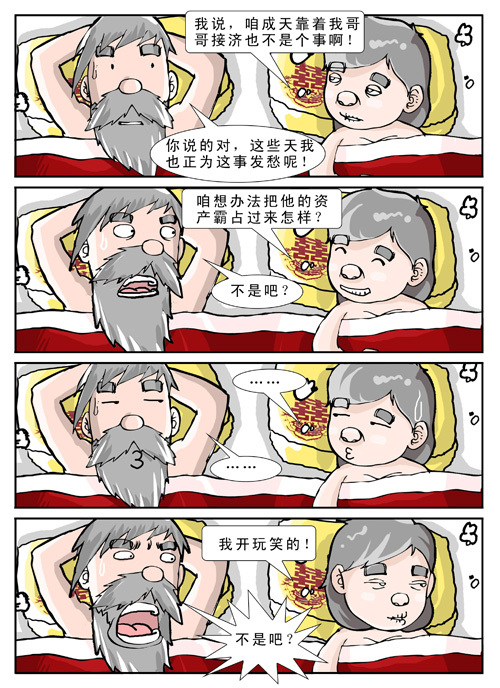 我说，咱成天靠着我哥
哥接济也不是个事啊！
你说的对，这些天我
也正为这事发愁呢！
咱想办法把他的资
产霸占过来怎样？
不是吧？
……
……
我开玩笑的！
不是吧？